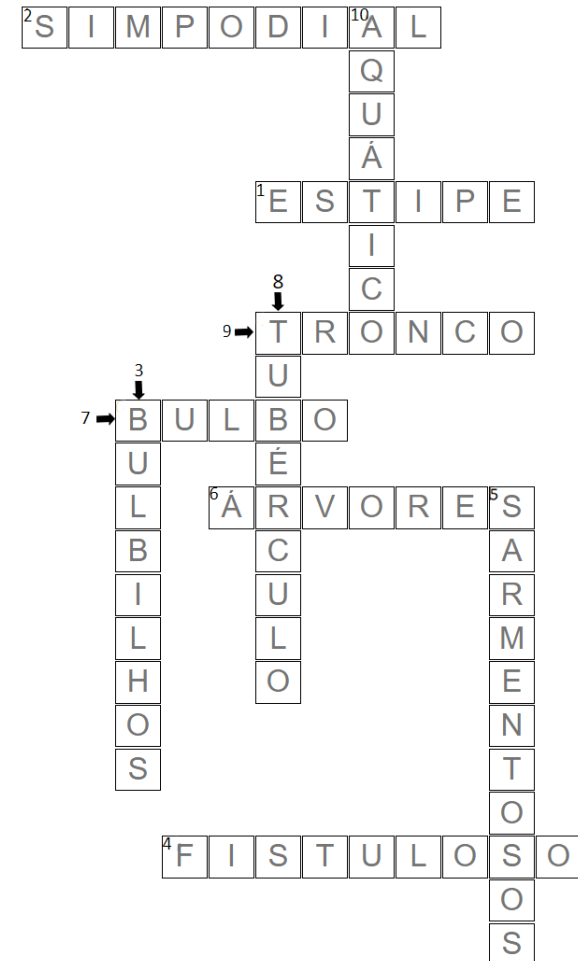 2 SIMPODIAL
10 AQUÁTICO
1 ESTIPE
8 TUBÉRCULO
9 TRONCO
3 BULBILHOS
7 BULBO
6 ÁRVORES
5 SARMENTOSOS
4 FISTULOSO